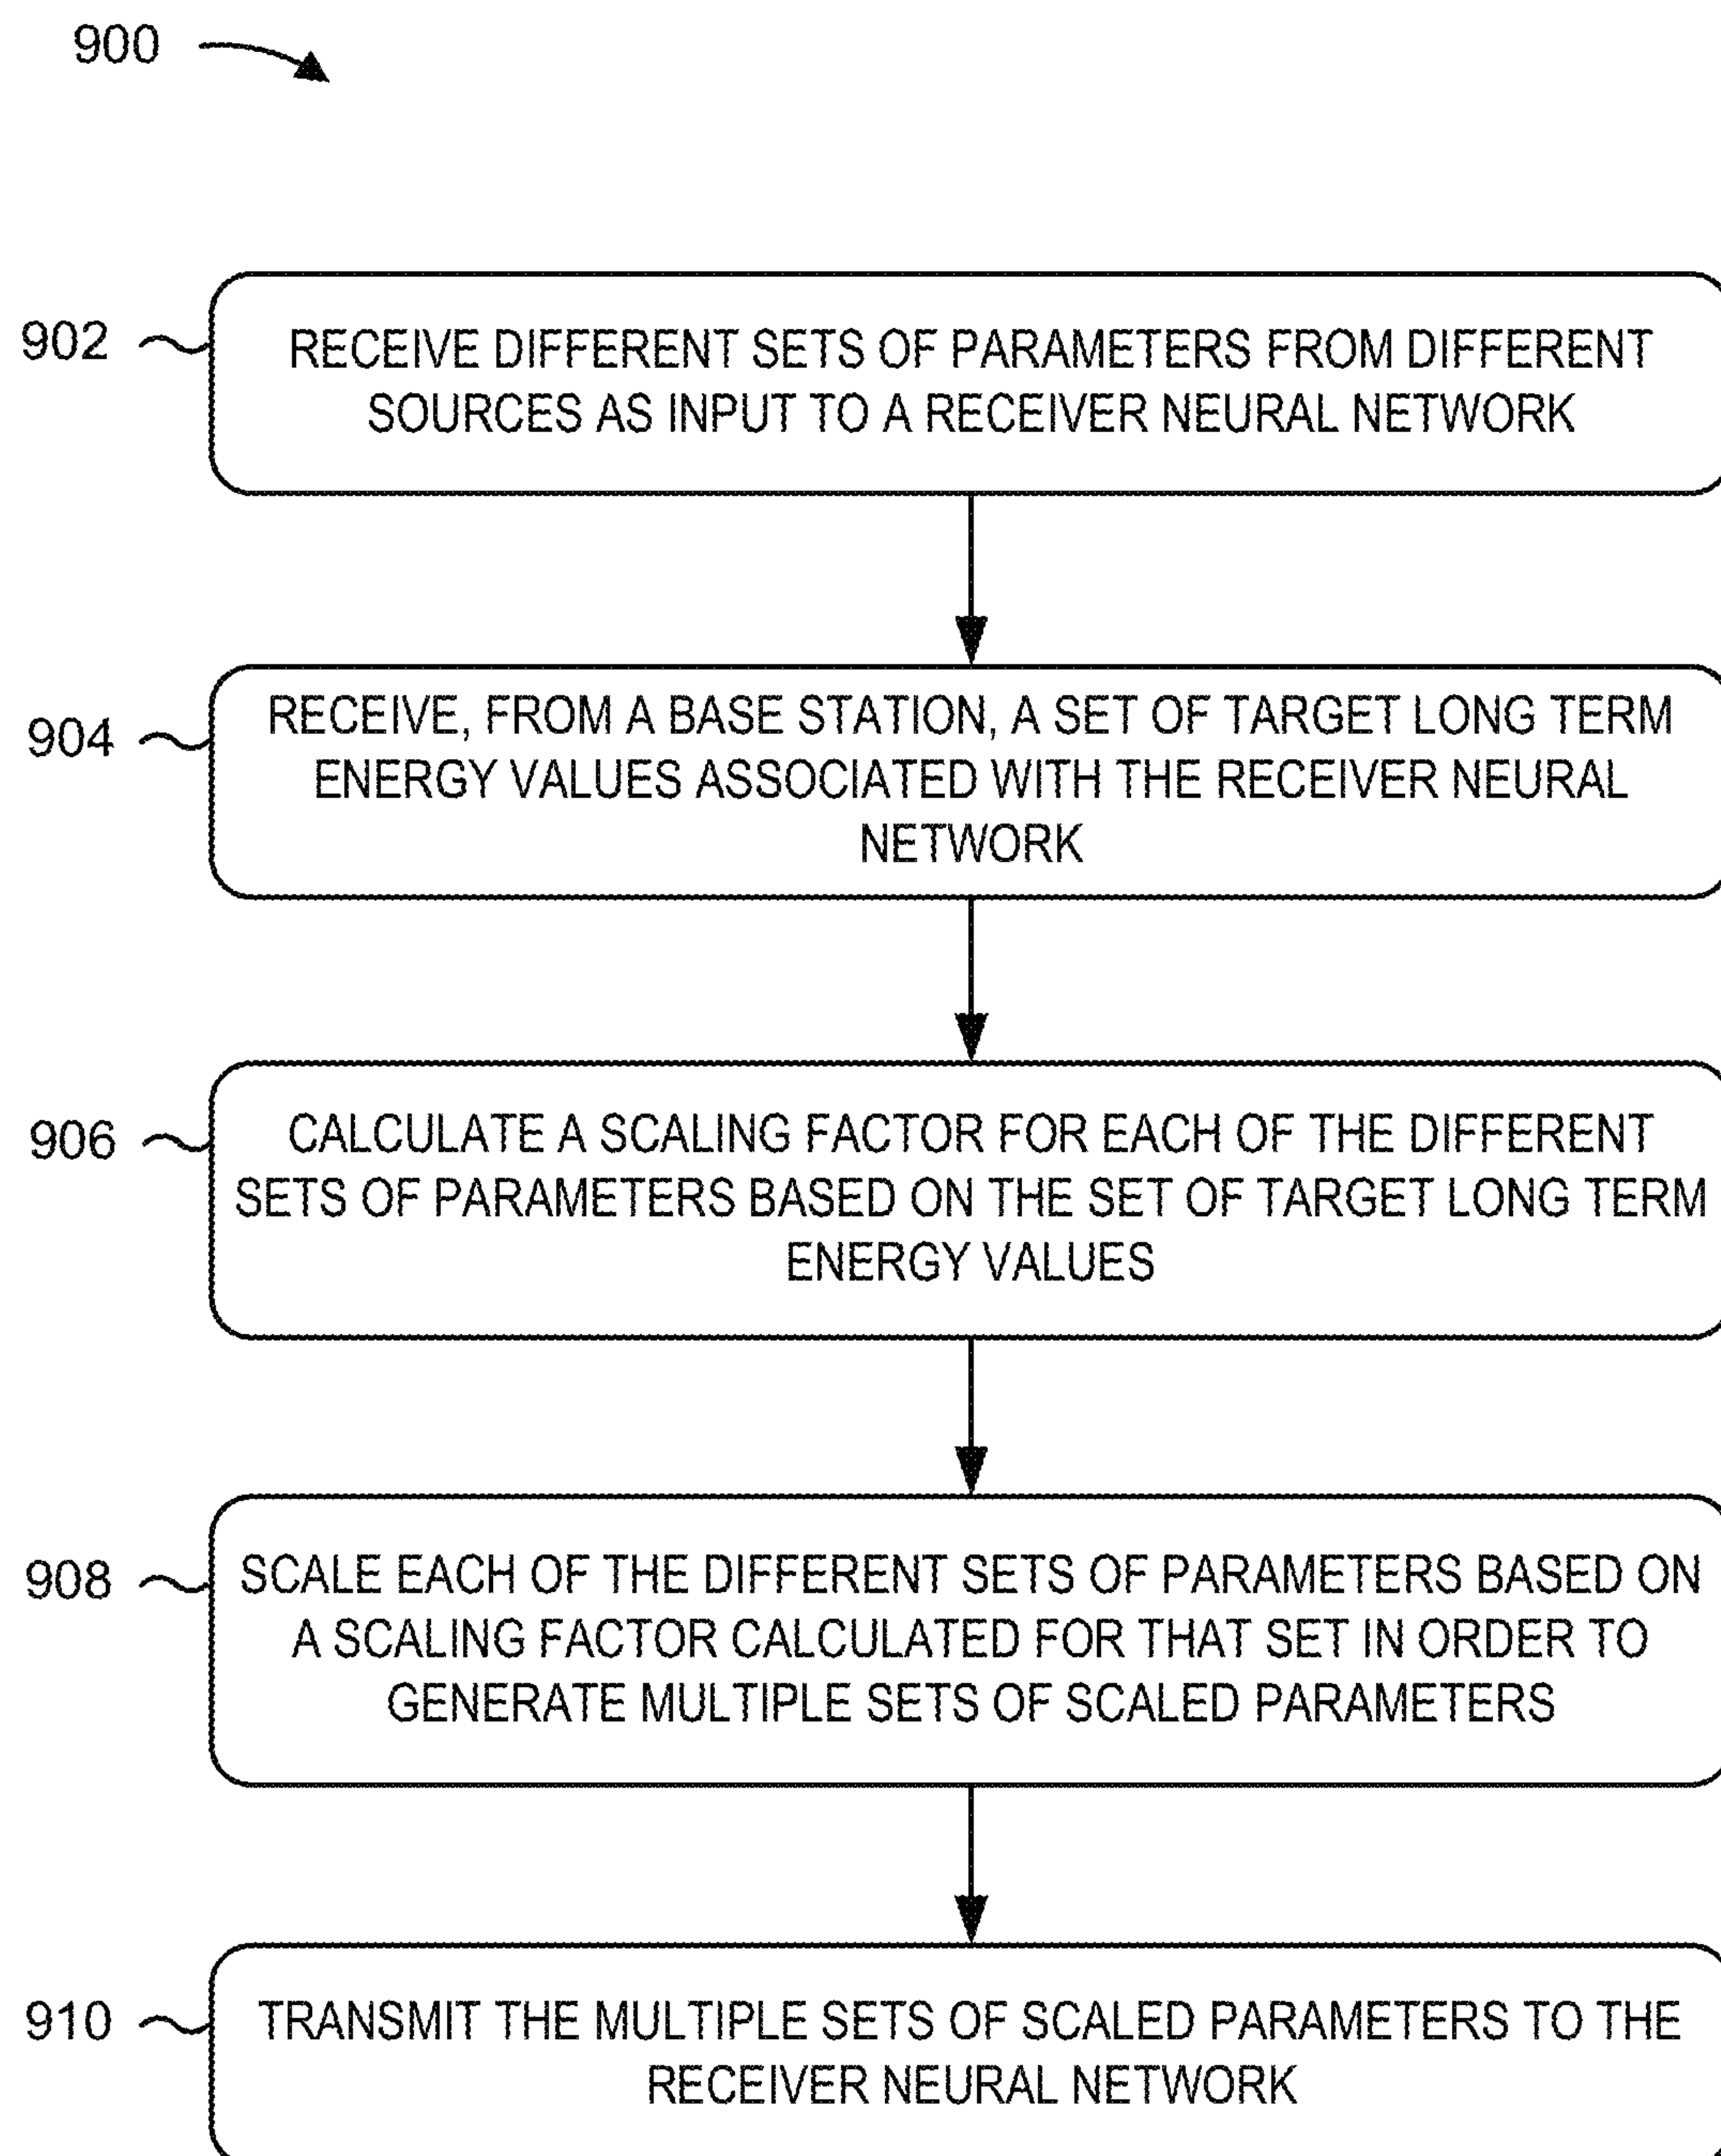 900
902
RECEIVE DIFFERENT SETS OF PARAMETERS FROM DIFFERENT
SOURCES AS INPUT TO A RECEIVER NEURAL NETWORK
904
RECEIVE, FROM A BASE STATION, A SET OF TARGET LONG TERM
ENERGY VALUES ASSOCIATED WITH THE RECEIVER NEURAL
NETWORK
906
CALCULATE A SCALING FACTOR FOR EACH OF THE DIFFERENT
SETS OF PARAMETERS BASED ON THE SET OF TARGET LONG TERM
ENERGY VALUES
908
SCALE EACH OF THE DIFFERENT SETS OF PARAMETERS BASED ON
A SCALING FACTOR CALCULATED FOR THAT SET IN ORDER TO
GENERATE MULTIPLE SETS OF SCALED PARAMETERS
910
TRANSMIT THE MULTIPLE SETS OF SCALED PARAMETERS TO THE
RECEIVER NEURAL NETWORK